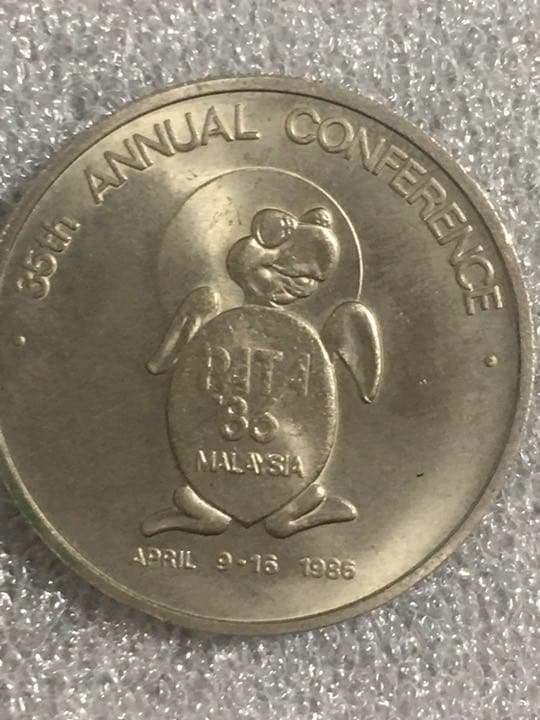 35th ANNUAL CONFERENCE
PATA
'86
MALAYSIA
APRIL 9-16 1986